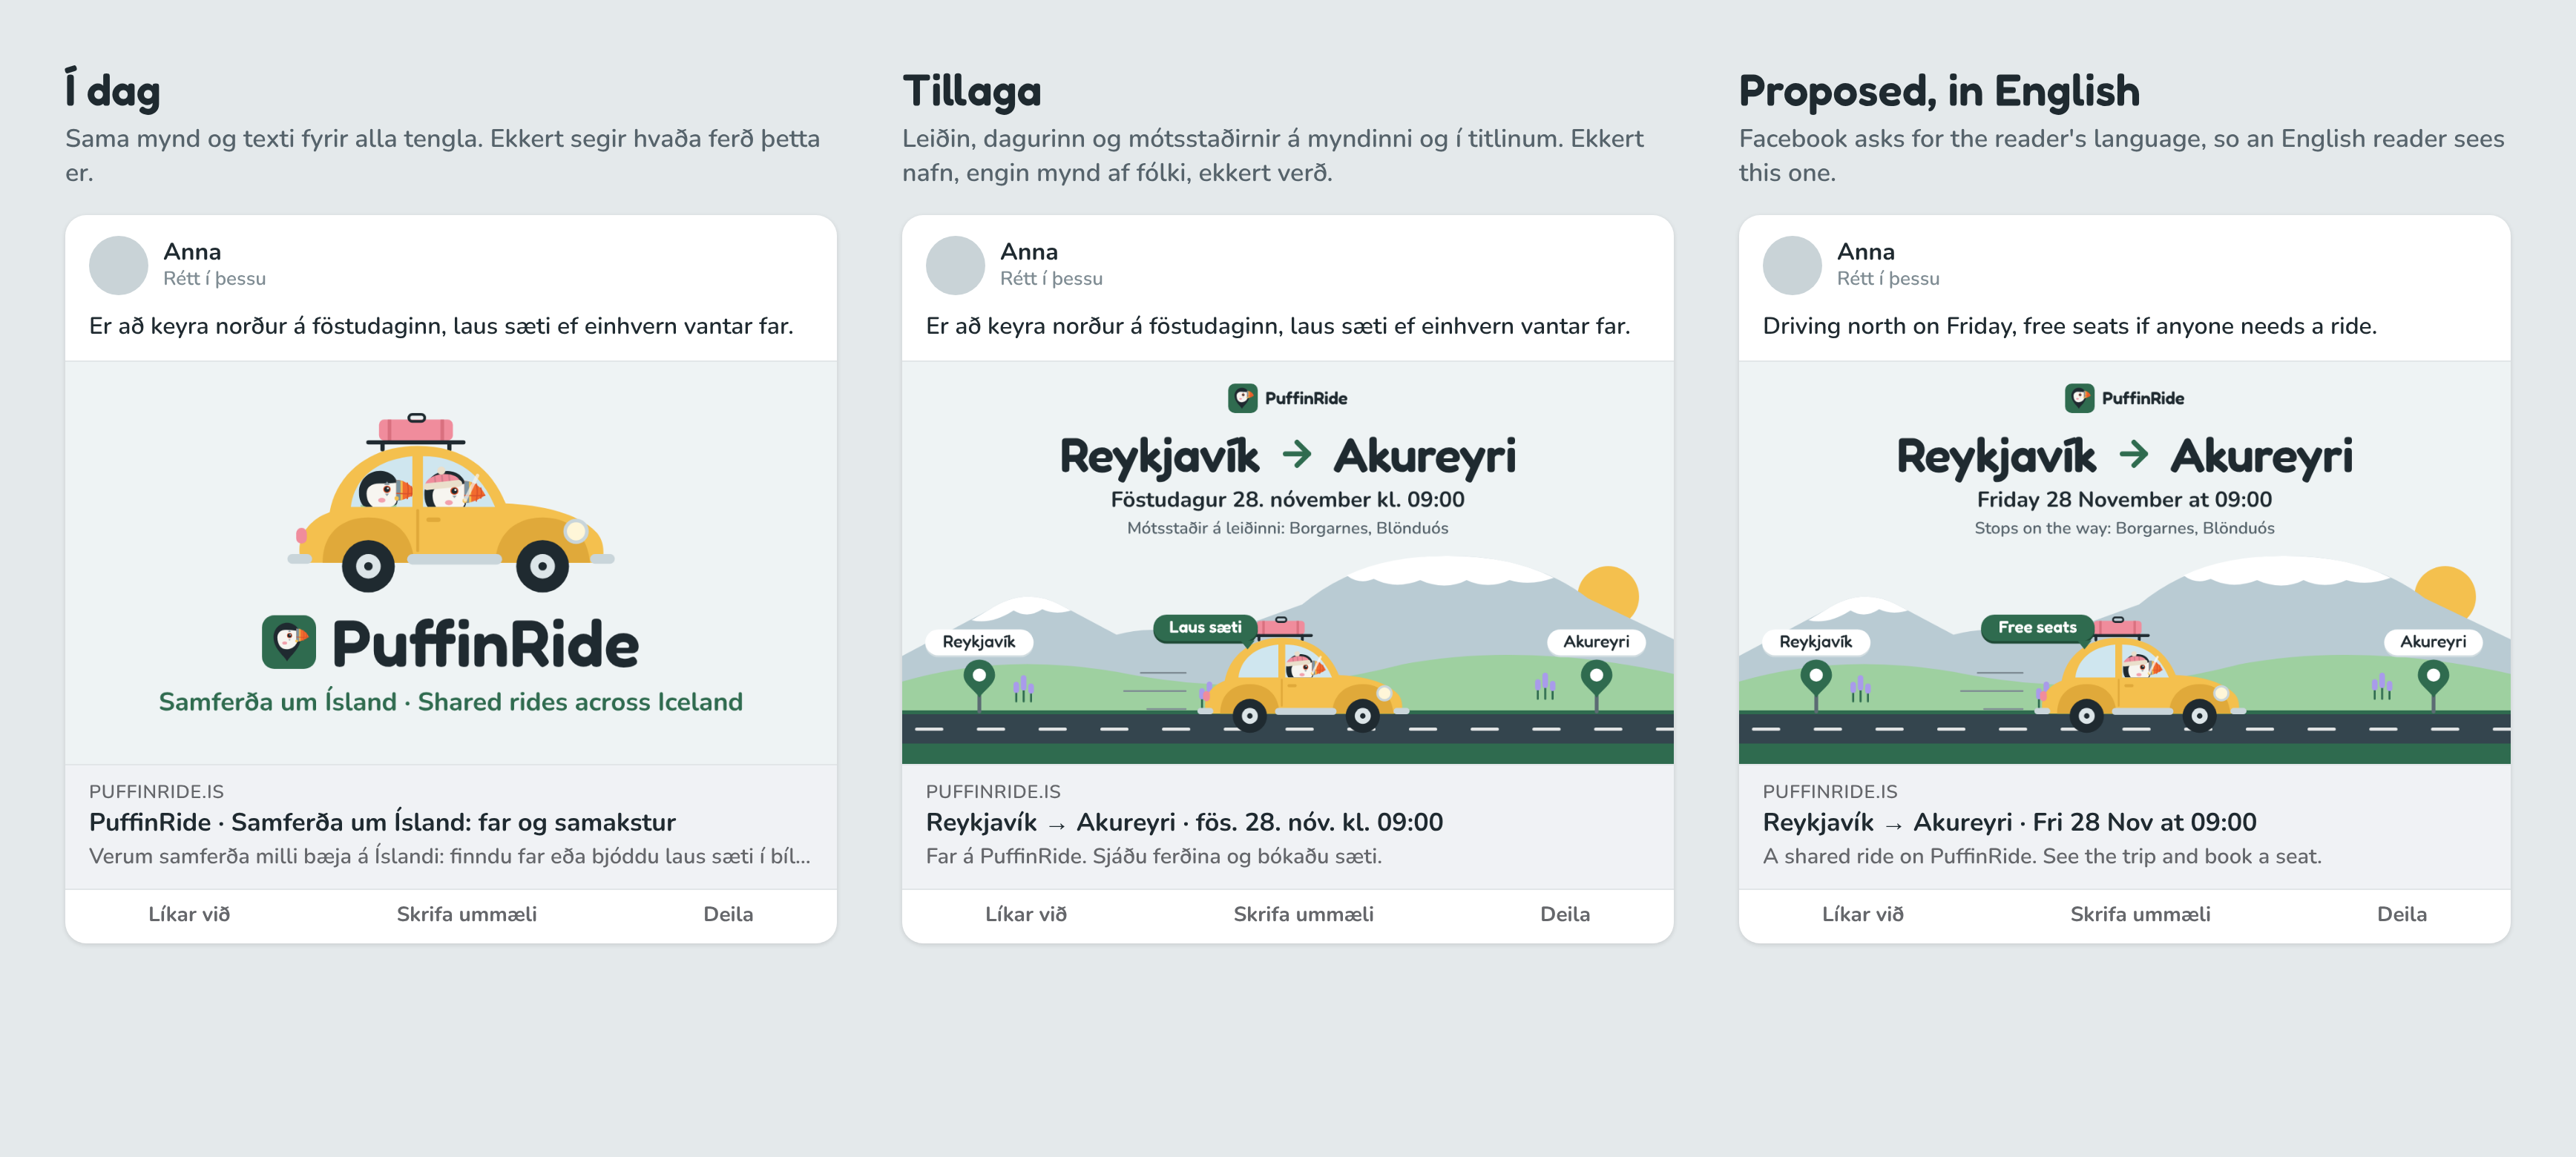 Í dag
Sama mynd og texti fyrir alla tengla. Ekkert segir hvaða ferð þetta
er.
Anna
Rétt í þessu
Er að keyra norður á föstudaginn, laus sæti ef einhvern vantar far.
PuffinRide
Samferða um Ísland · Shared rides across Iceland
PUFFINRIDE.IS
PuffinRide · Samferða um Ísland: far og samakstur
Verum samferða milli bæja á Íslandi: finndu far eða bjóddu laus sæti í bíl...
Líkar við Skrifa ummæli Deila
Tillaga
Leiðin, dagurinn og mótsstaðirnir á myndinni og í titlinum. Ekkert
nafn, engin mynd af fólki, ekkert verð.
Anna
Rétt í þessu
Er að keyra norður á föstudaginn, laus sæti ef einhvern vantar far.
PuffinRide
Reykjavík → Akureyri
Föstudagur 28. nóvember kl. 09:00
Mótsstaðir á leiðinni: Borgarnes, Blönduós
Laus sæti
Reykjavík
Akureyri
PUFFINRIDE.IS
Reykjavík → Akureyri · fös. 28. nóv. kl. 09:00
Far á PuffinRide. Sjáðu ferðina og bókaðu sæti.
Líkar við Skrifa ummæli Deila
Proposed, in English
Facebook asks for the reader's language, so an English reader sees
this one.
Anna
Rétt í þessu
Driving north on Friday, free seats if anyone needs a ride.
PuffinRide
Reykjavík → Akureyri
Friday 28 November at 09:00
Stops on the way: Borgarnes, Blönduós
Free seats
Reykjavík
Akureyri
PUFFINRIDE.IS
Reykjavík → Akureyri · Fri 28 Nov at 09:00
A shared ride on PuffinRide. See the trip and book a seat.
Líkar við Skrifa ummæli Deila